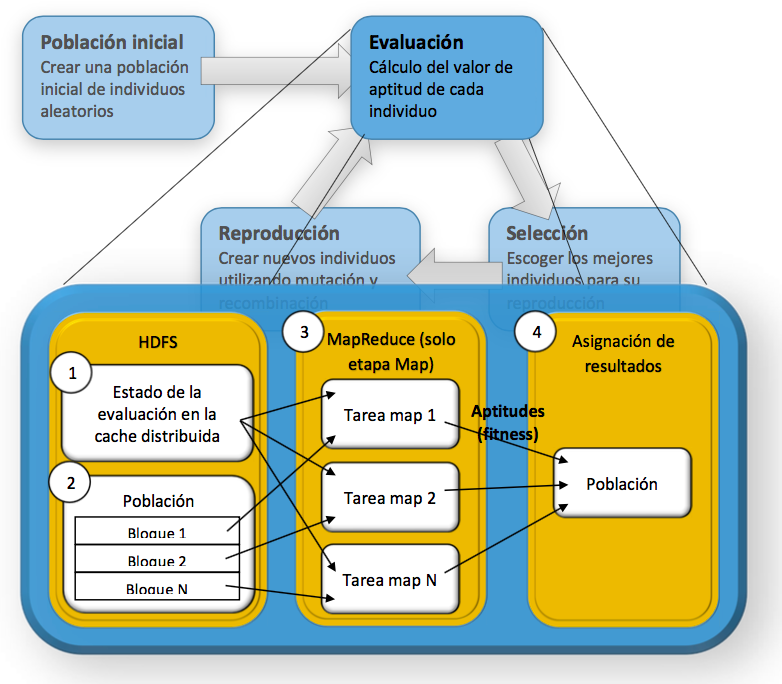 Población inicial
Crear una población
inicial de individuos
aleatorios
Evaluación
Cálculo del valor de
aptitud de cada
individuo
Reproducción
Crear nuevos individuos
utilizando mutación y
recombinación
Selección
Escoger los mejores
individuos para su
reproducción
HDFS
1
Estado de la
evaluación en la
cache distribuida
2
Población
Bloque 1
Bloque 2
Bloque N
3
MapReduce (solo
etapa Map)
Tarea map 1
Tarea map 2
Tarea map N
Aptitudes
(fitness)
4
Asignación de
resultados
Población